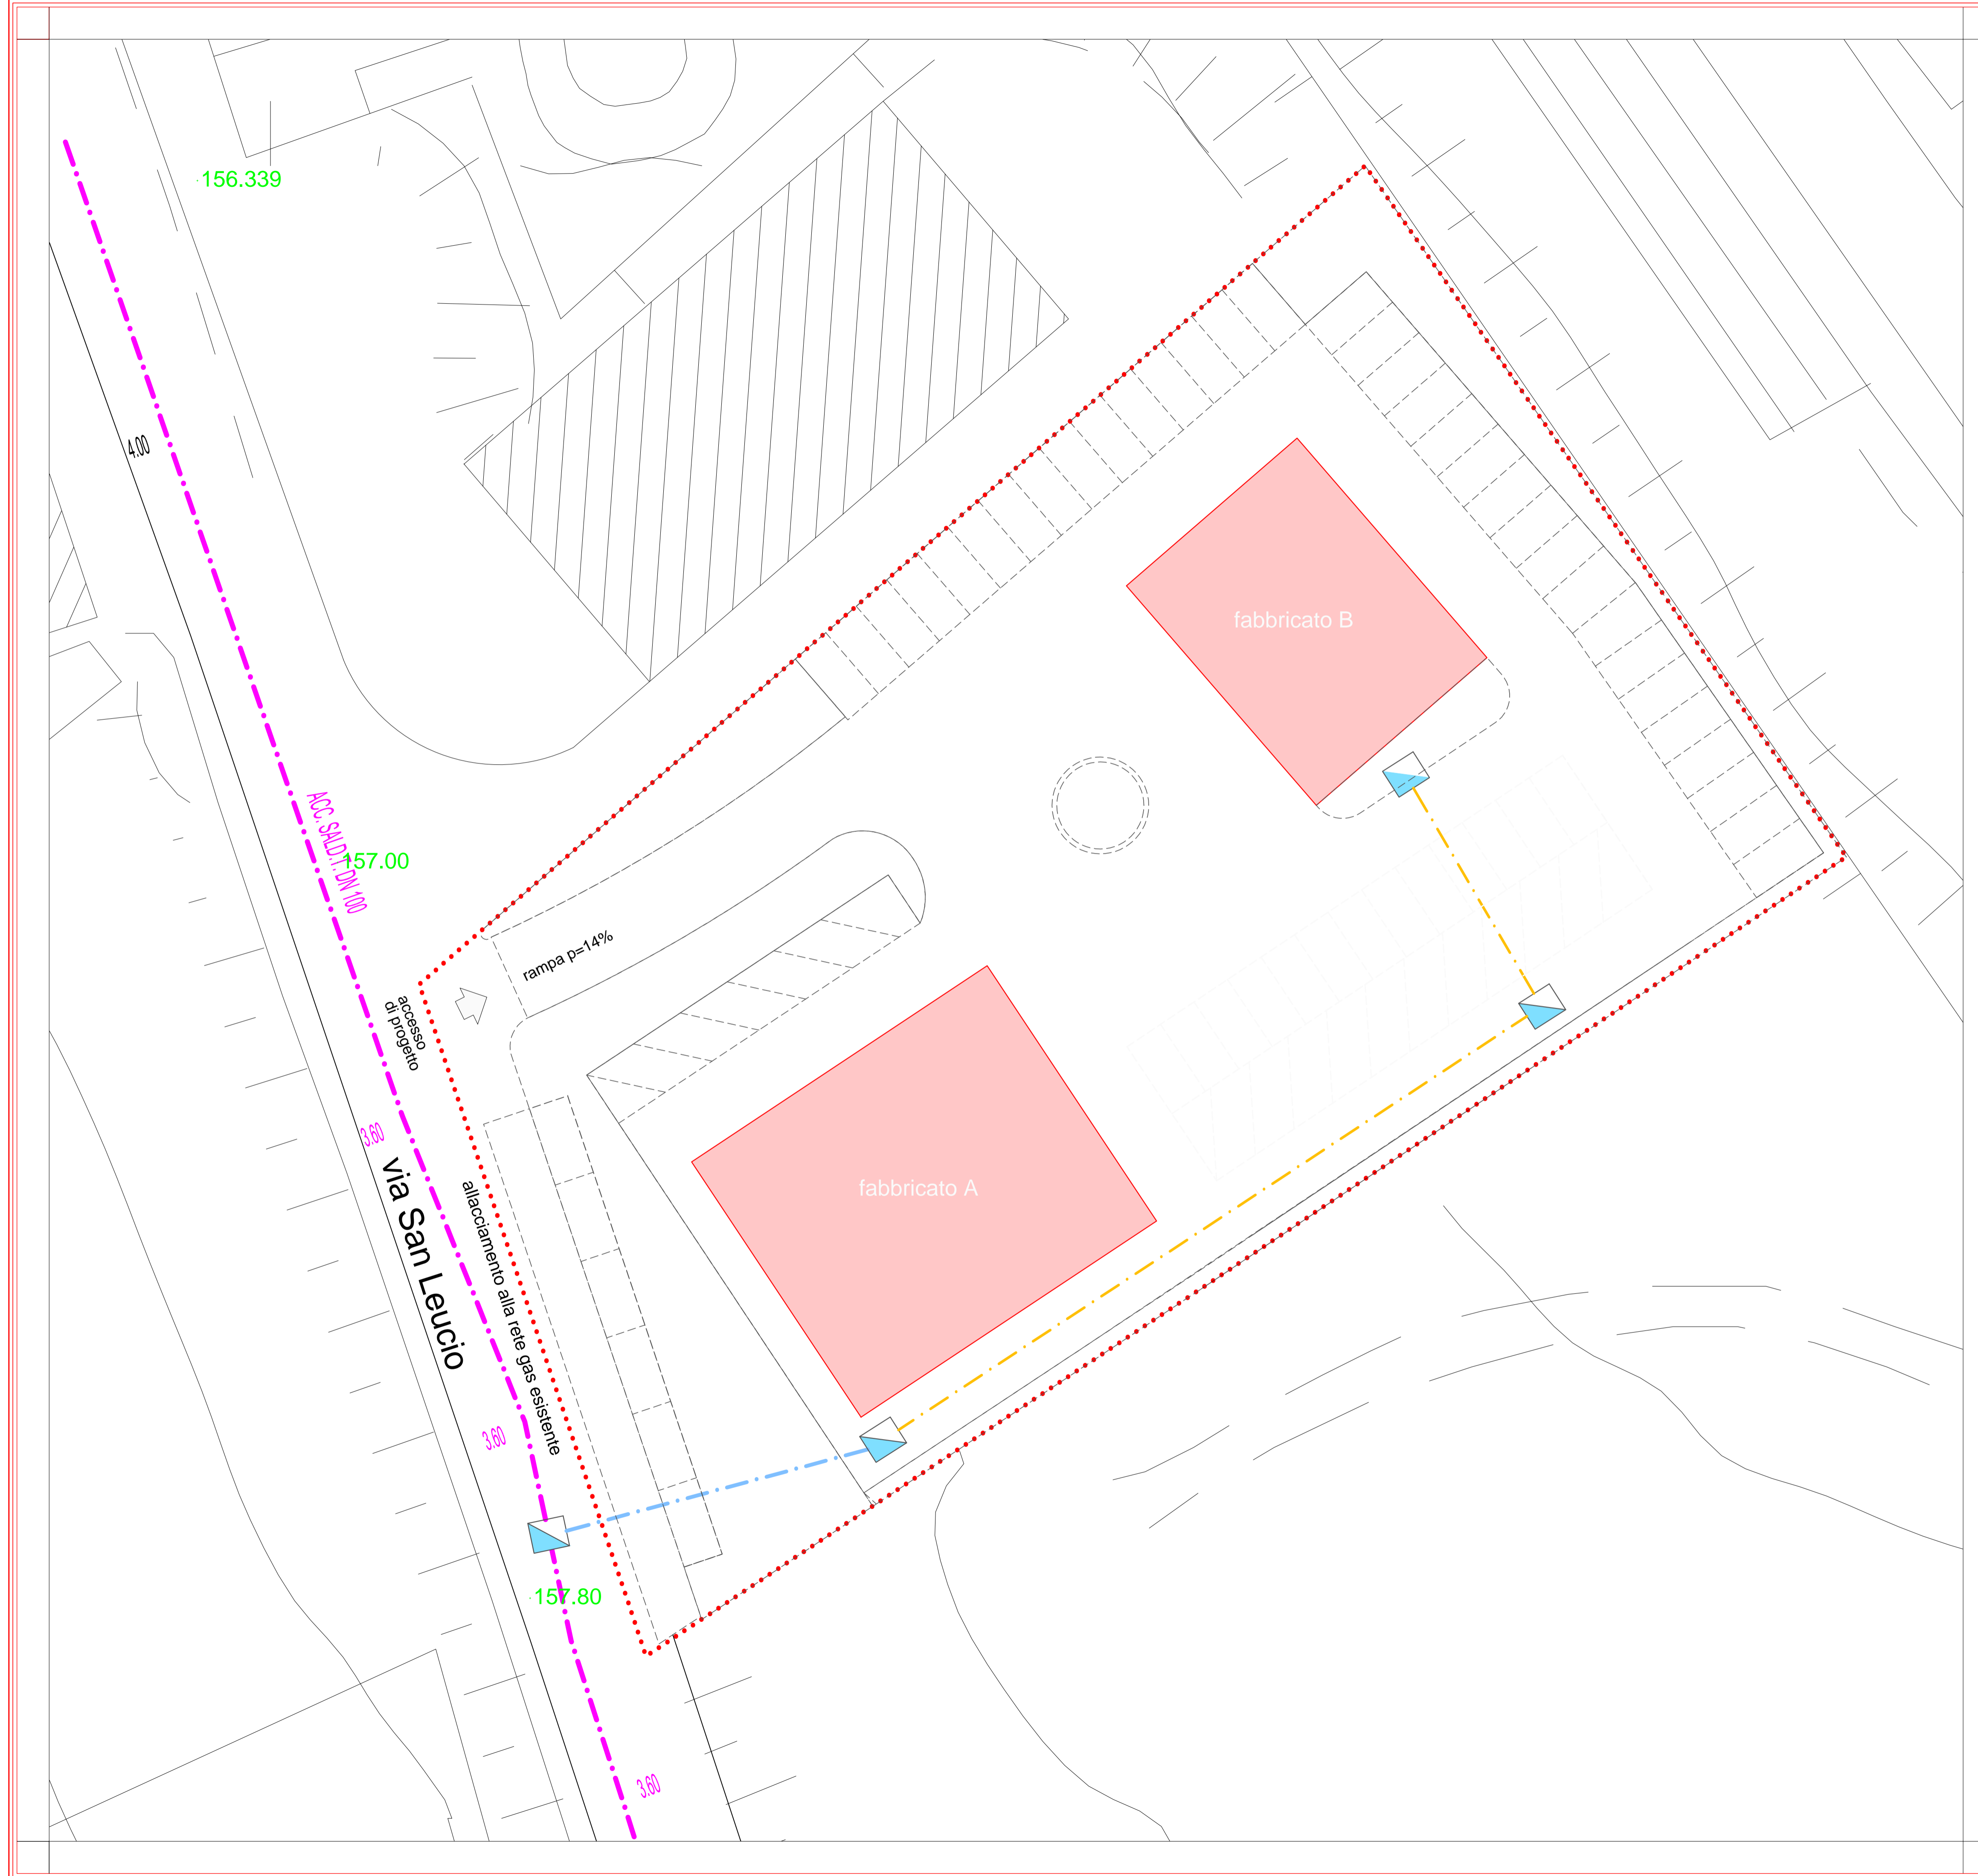 156.339
4.00
fabbricato B
ACC. SALD.T. DN 100
157.00
rampa p=14%
accesso
di progetto
3.60
via San Leucio
allacciamento alla rete gas esistente
fabbricato A
3.60
157.80
3.60